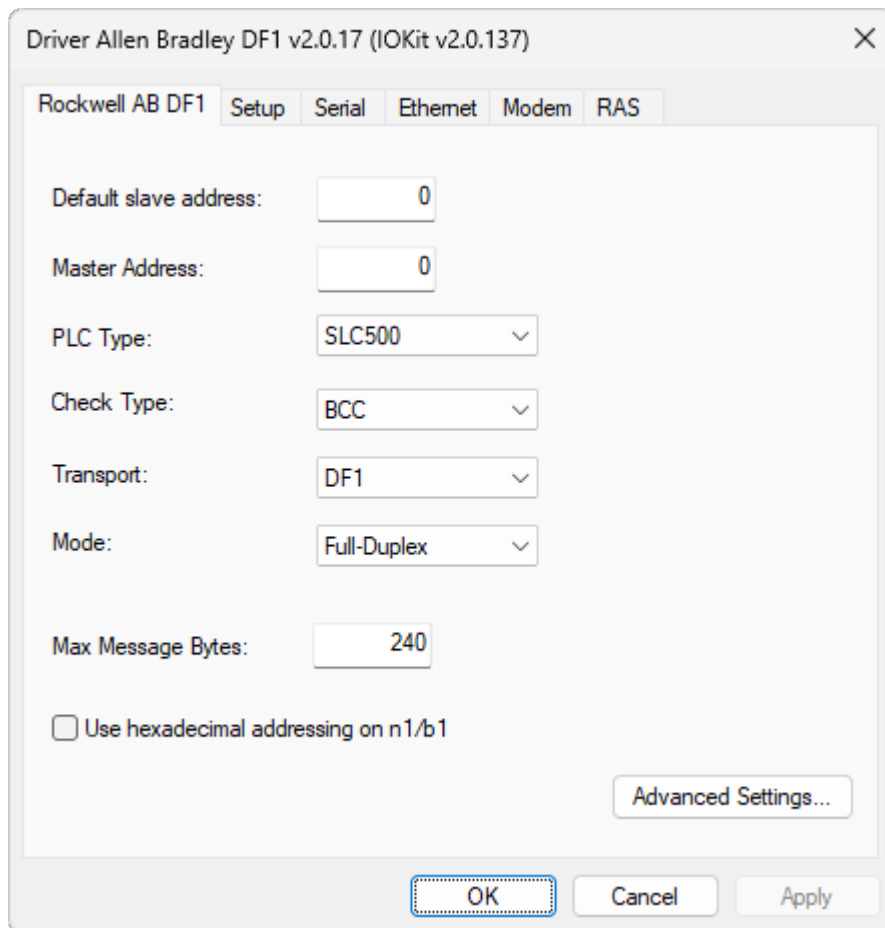 Driver Allen Bradley DF1 v2.0.17 (IOKit v2.0.137)
Rockwell AB DF1 Setup Serial Ethernet Modem RAS
Default slave address: 0
Master Address: 0
PLC Type: SLC500
Check Type: BCC
Transport: DF1
Mode: Full-Duplex
Max Message Bytes: 240
Use hexadecimal addressing on n1/b1
Advanced Settings...
OK Cancel Apply